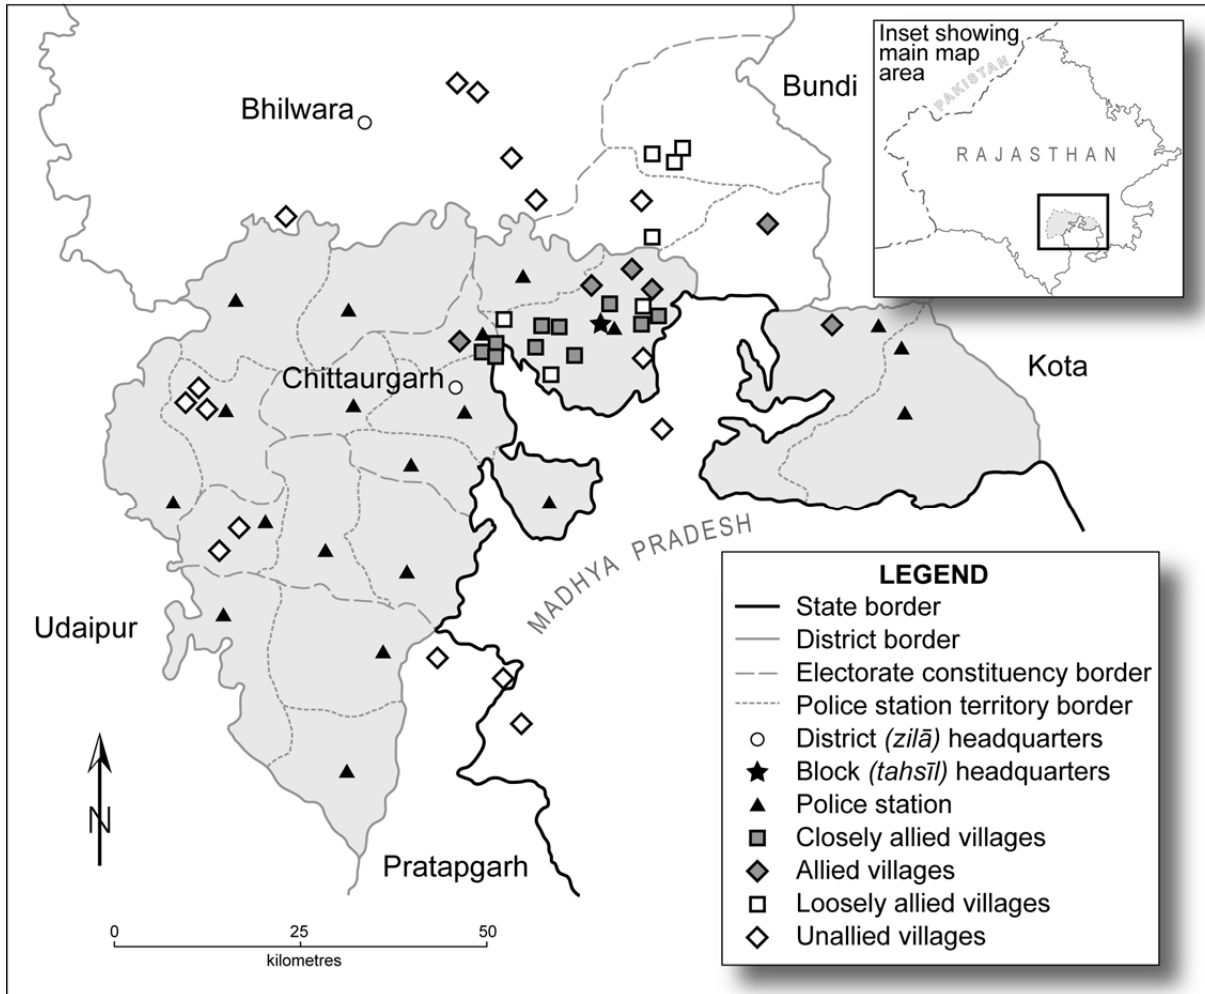 Inset showing
main map
area
PAKISTAN
RAJASTHAN
Bundi
Bhilwara
Chittaurgarh
Kota
MADHYA PRADESH
Udaipur
Pratapgarh
N
0 25 50
kilometres
LEGEND
State border
District border
Electorate constituency border
Police station territory border
District (zilā) headquarters
Block (tahsīl) headquarters
Police station
Closely allied villages
Allied villages
Loosely allied villages
Unallied villages